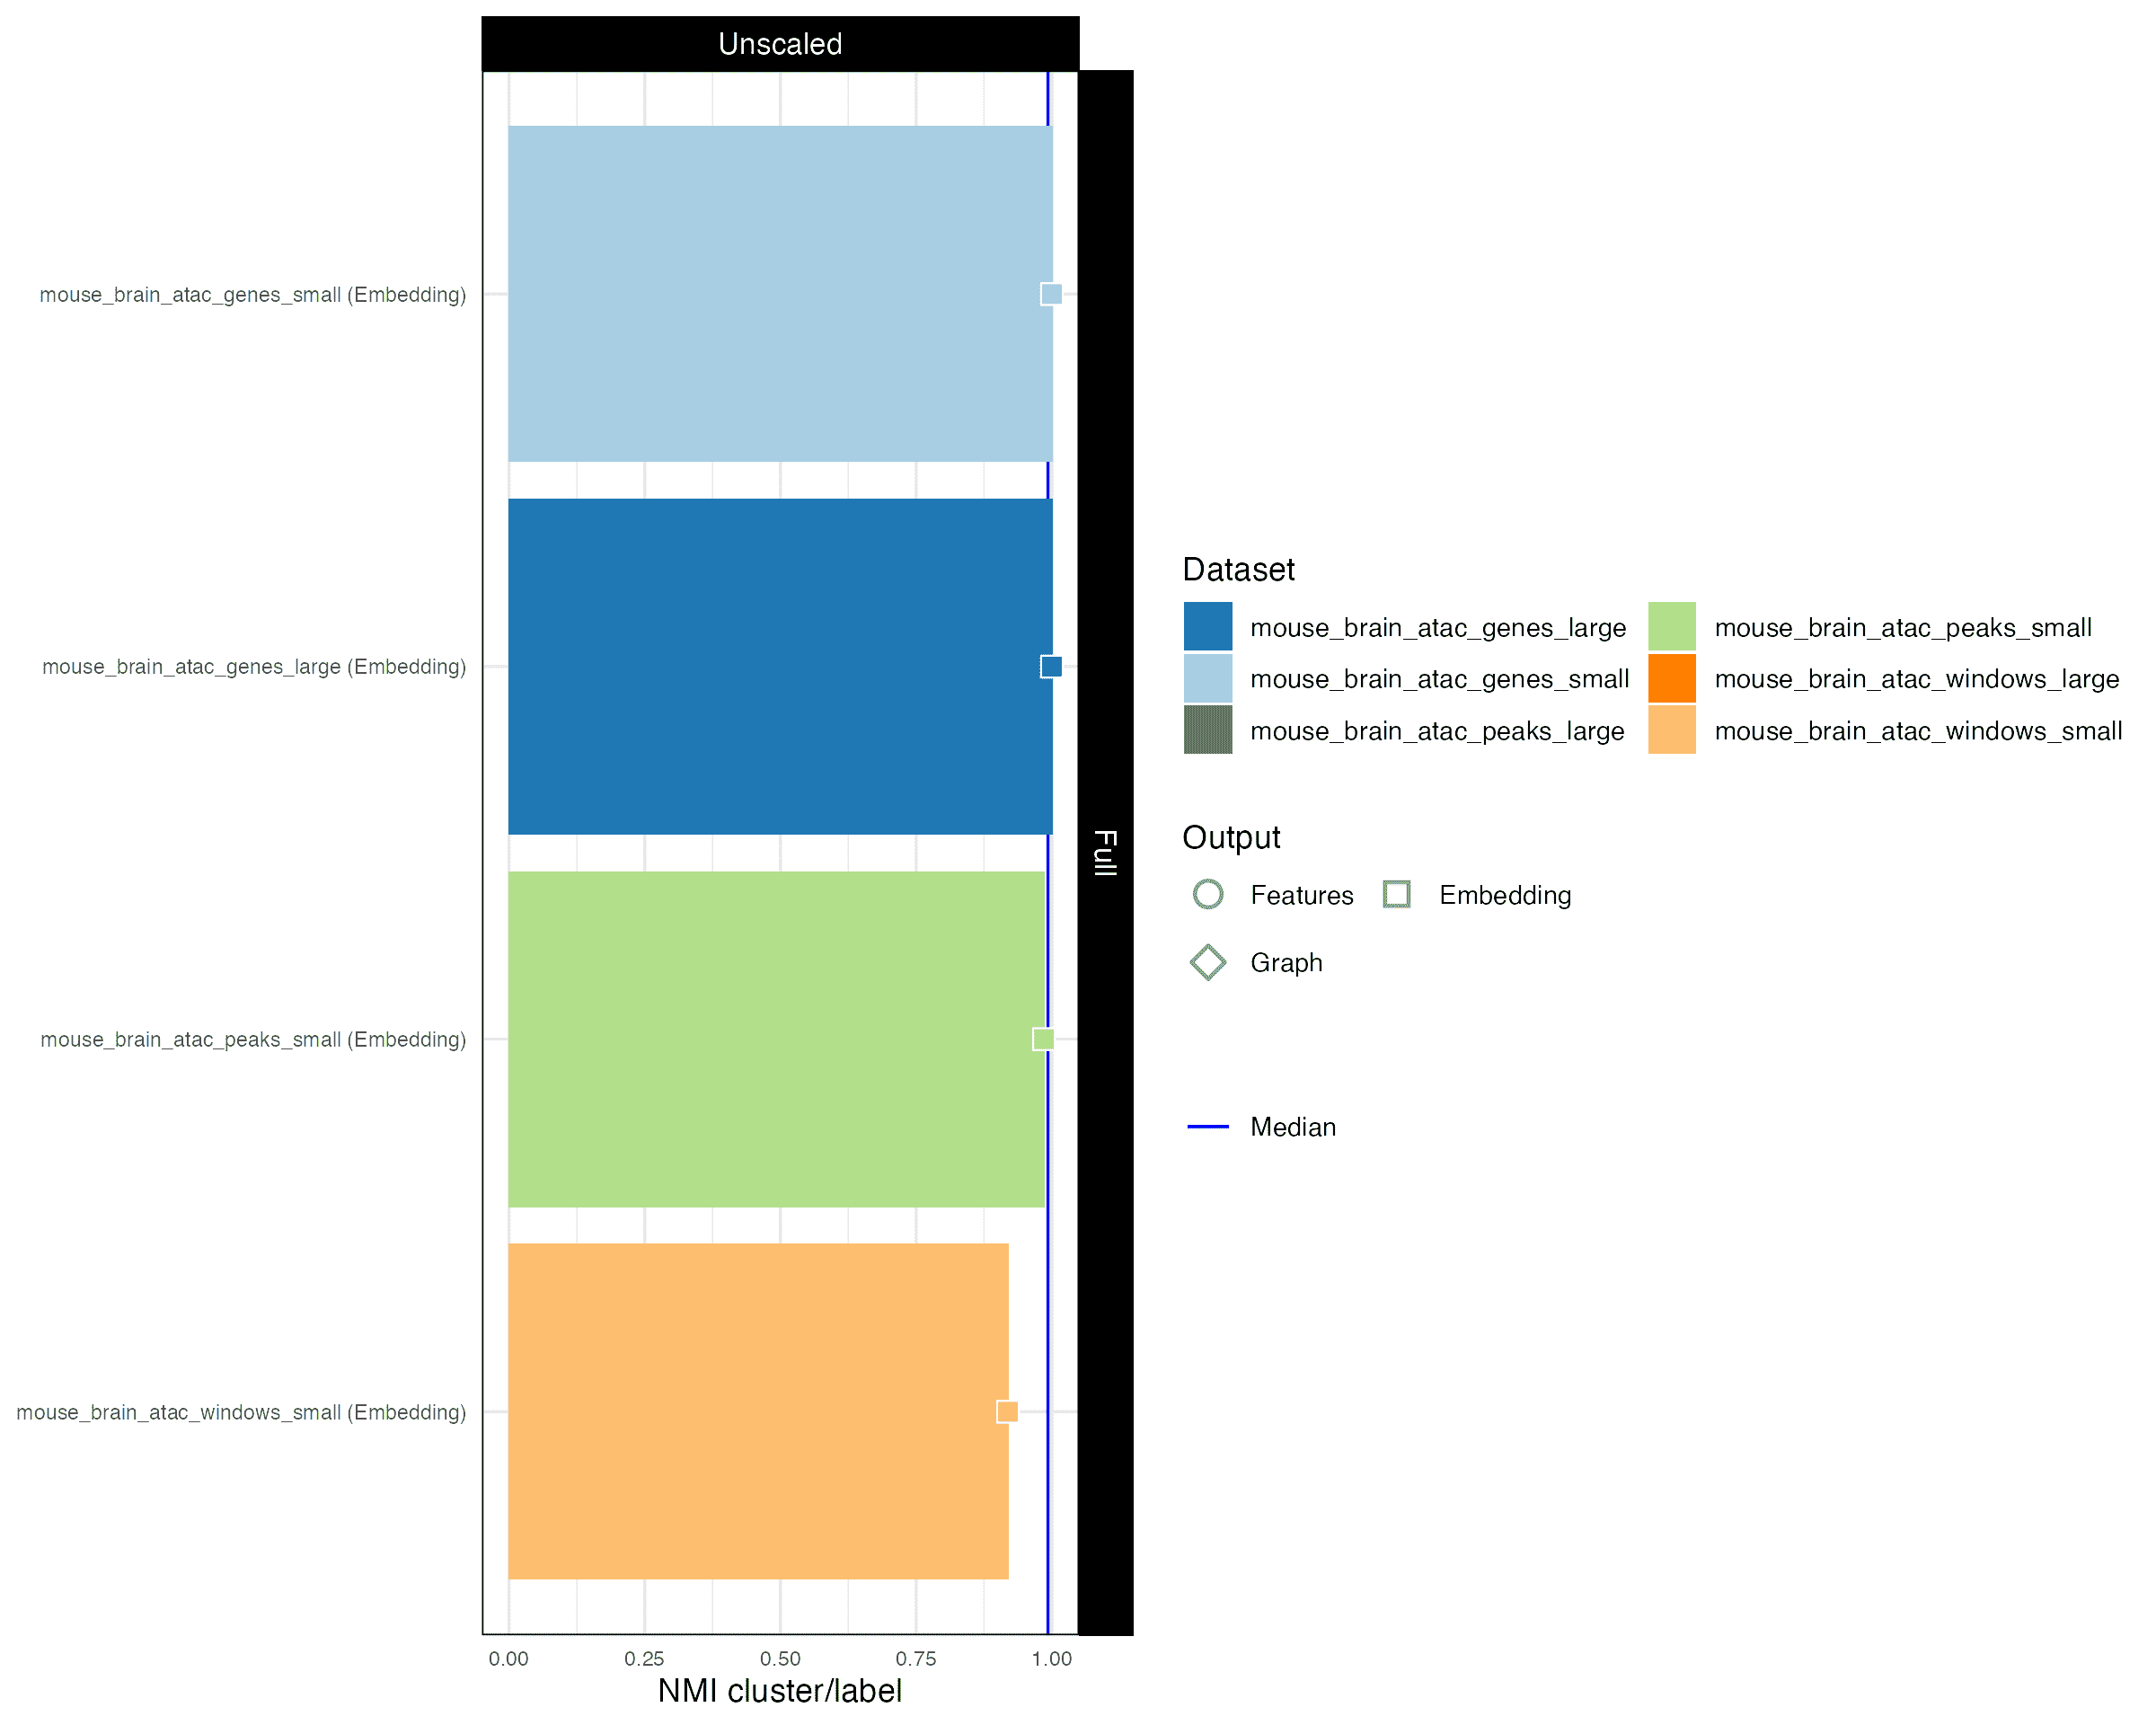 Unscaled
Full
mouse_brain_atac_genes_small (Embedding)
mouse_brain_atac_genes_large (Embedding)
mouse_brain_atac_peaks_small (Embedding)
mouse_brain_atac_windows_small (Embedding)
0.00 0.25 0.50 0.75 1.00
NMI cluster/label
Dataset
mouse_brain_atac_genes_large mouse_brain_atac_peaks_small
mouse_brain_atac_genes_small mouse_brain_atac_windows_large
mouse_brain_atac_peaks_large mouse_brain_atac_windows_small
Output
Features Embedding
Graph
Median